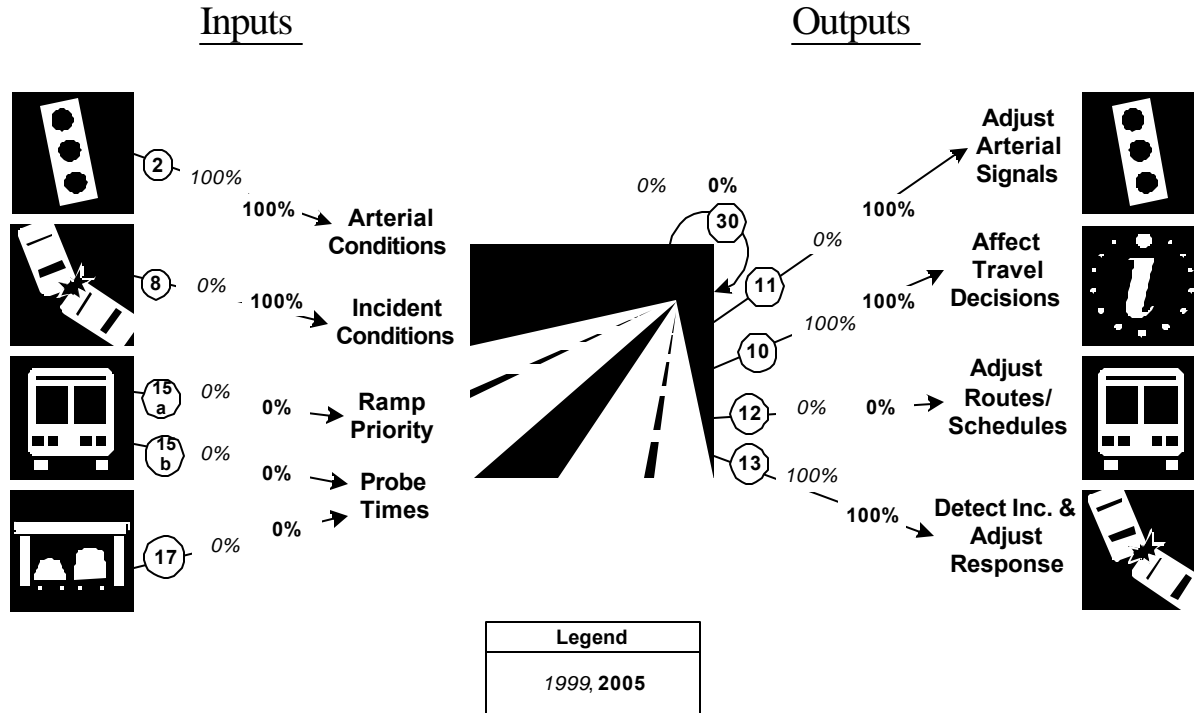 Inputs
Outputs
2
100%
100%
Arterial
Conditions
8
0%
100%
Incident
Conditions
15
a
0%
0%
Ramp
Priority
15
b
0%
0%
Probe
Times
17
0%
0%
0%
0%
30
11
0%
100%
Adjust
Arterial
Signals
10
100%
100%
Affect
Travel
Decisions
12
0%
0%
Adjust
Routes/
Schedules
13
100%
100%
Detect Inc. &
Adjust
Response
Legend
1999, 2005